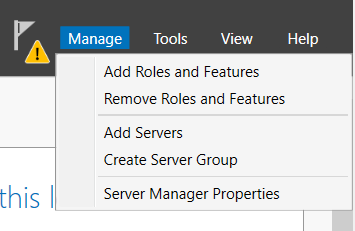 Manage Tools View Help
Add Roles and Features
Remove Roles and Features
Add Servers
Create Server Group
Server Manager Properties
this